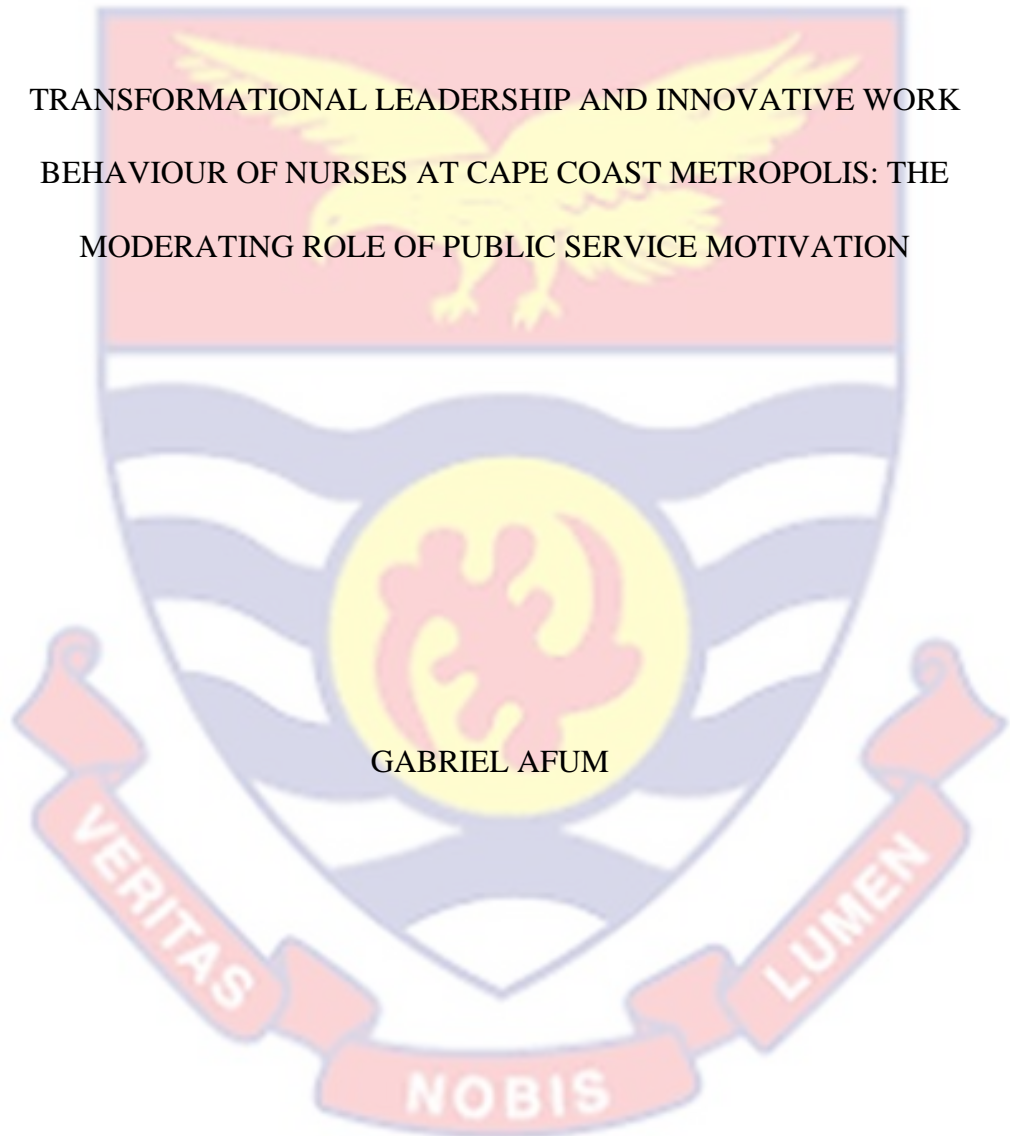 TRANSFORMATIONAL LEADERSHIP AND INNOVATIVE WORK
BEHAVIOUR OF NURSES AT CAPE COAST METROPOLIS: THE
MODERATING ROLE OF PUBLIC SERVICE MOTIVATION
GABRIEL AFUM
VERITAS
NOBIS
LUMEN